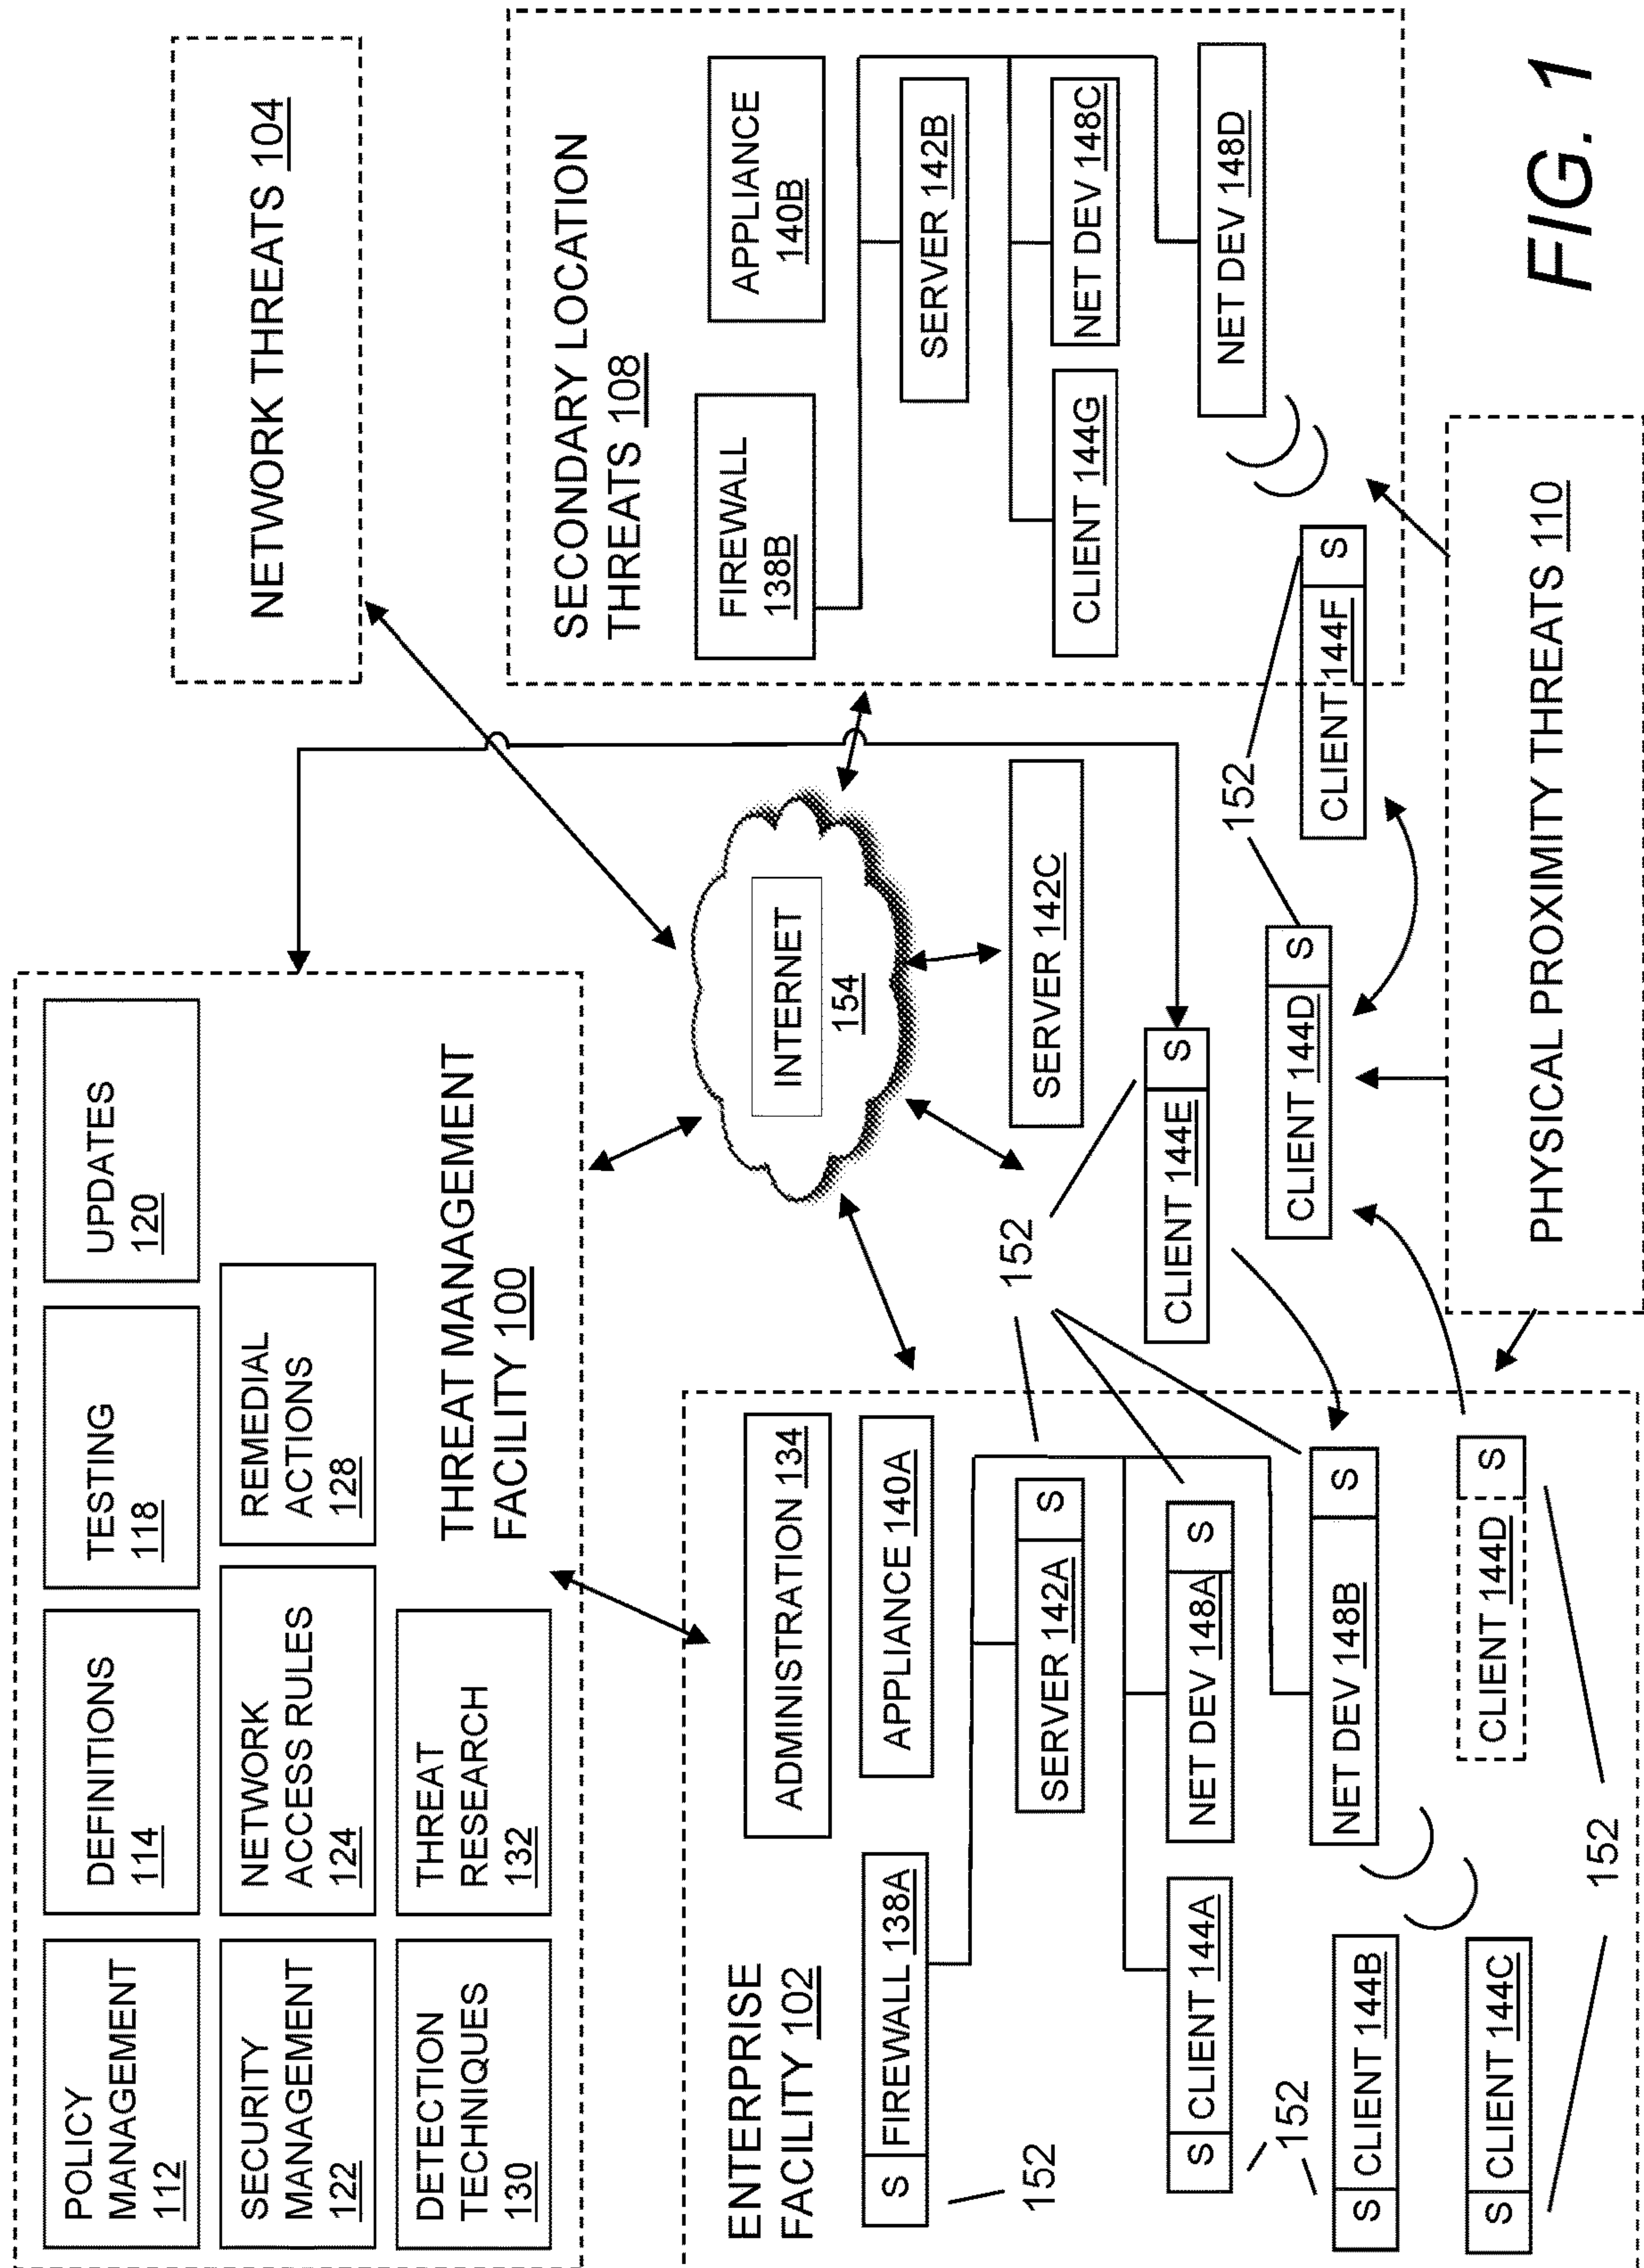 POLICY
MANAGEMENT
112
DEFINITIONS
114
TESTING
118
UPDATES
120
SECURITY
MANAGEMENT
122
NETWORK
ACCESS RULES
124
REMEDIAL
ACTIONS
128
DETECTION
TECHNIQUES
130
THREAT
RESEARCH
132
THREAT MANAGEMENT
FACILITY 100
NETWORK THREATS 104
INTERNET
154
SERVER 142C
SECONDARY LOCATION
THREATS 108
FIREWALL
138B
APPLIANCE
140B
SERVER 142B
CLIENT 144G
NET DEV 148C
NET DEV 148D
ENTERPRISE
FACILITY 102
ADMINISTRATION 134
S FIREWALL 138A
APPLIANCE 140A
152
SERVER 142A S
152
S CLIENT 144A
NET DEV 148A S
152
S CLIENT 144B
NET DEV 148B S
S CLIENT 144C
CLIENT 144D S
152
CLIENT 144E S
CLIENT 144D S
152
CLIENT 144F S
PHYSICAL PROXIMITY THREATS 110
FIG. 1